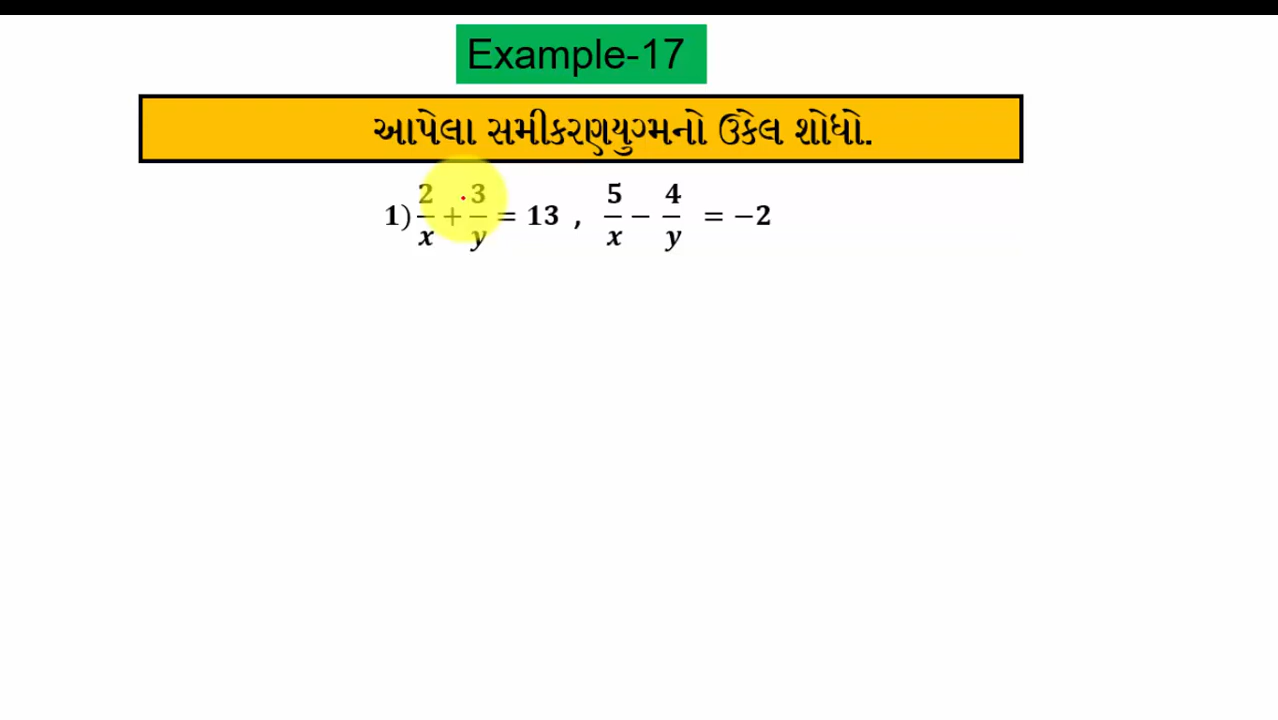 Example-17
આપેલા સમીકરણયુગ્મનો ઉકેલ શોધો.
1) 2/x + 3/y = 13 , 5/x − 4/y = −2